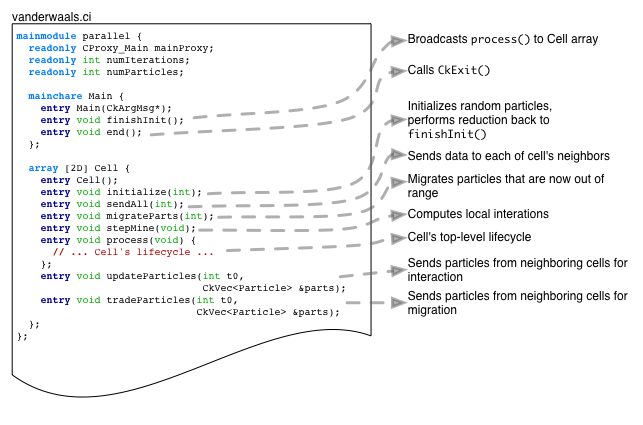 vanderwaals.ci
mainmodule parallel {
readonly CProxy_Main mainProxy;
readonly int numIterations;
readonly int numParticles;
mainchare Main {
entry Main(CkArgMsg*);
entry void finishInit();
entry void end();
};
array [2D] Cell {
entry Cell();
entry void initialize(int);
entry void sendAll(int);
entry void migrateParts(int);
entry void stepMine(void);
entry void process(void) {
// ... Cell's lifecycle ...
};
entry void updateParticles(int t0,
CkVec<Particle> &parts);
entry void tradeParticles(int t0,
CkVec<Particle> &parts);
};
};
Broadcasts process() to Cell array
Calls CkExit()
Initializes random particles,
performs reduction back to
finishInit()
Sends data to each of cell's neighbors
Migrates particles that are now out of
range
Computes local interations
Cell's top-level lifecycle
Sends particles from neighboring cells for
interaction
Sends particles from neighboring cells for
migration